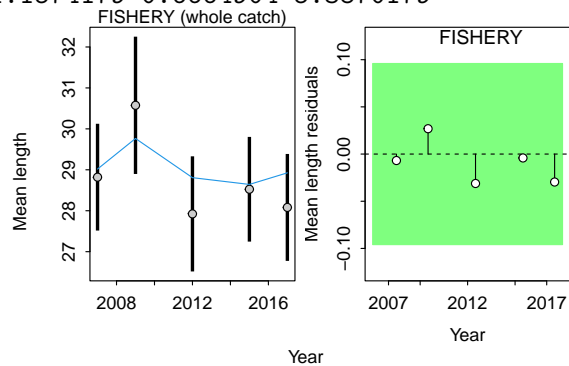 FISHERY (whole catch)
Mean length
32
31
30
29
28
27
2008
2012
2016
FISHERY
Mean length residuals
0.10
0.00
−0.10
2007
2012
2017
Year
Year